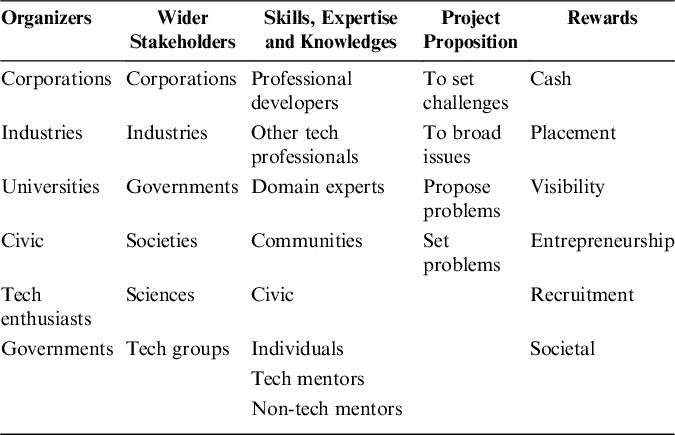 Organizers Wider Skills, Expertise Project Rewards
Stakeholders and Knowledges Proposition
Corporations Corporations Professional To set Cash
developers challenges
Industries Industries Other tech To broad Placement
professionals issues
Universities Governments Domain experts Propose Visibility
problems
Civic Societies Communities Set Entrepreneurship
problems
Tech Sciences Civic Recruitment
enthusiasts
Governments Tech groups Individuals Societal
Tech mentors
Non-tech mentors